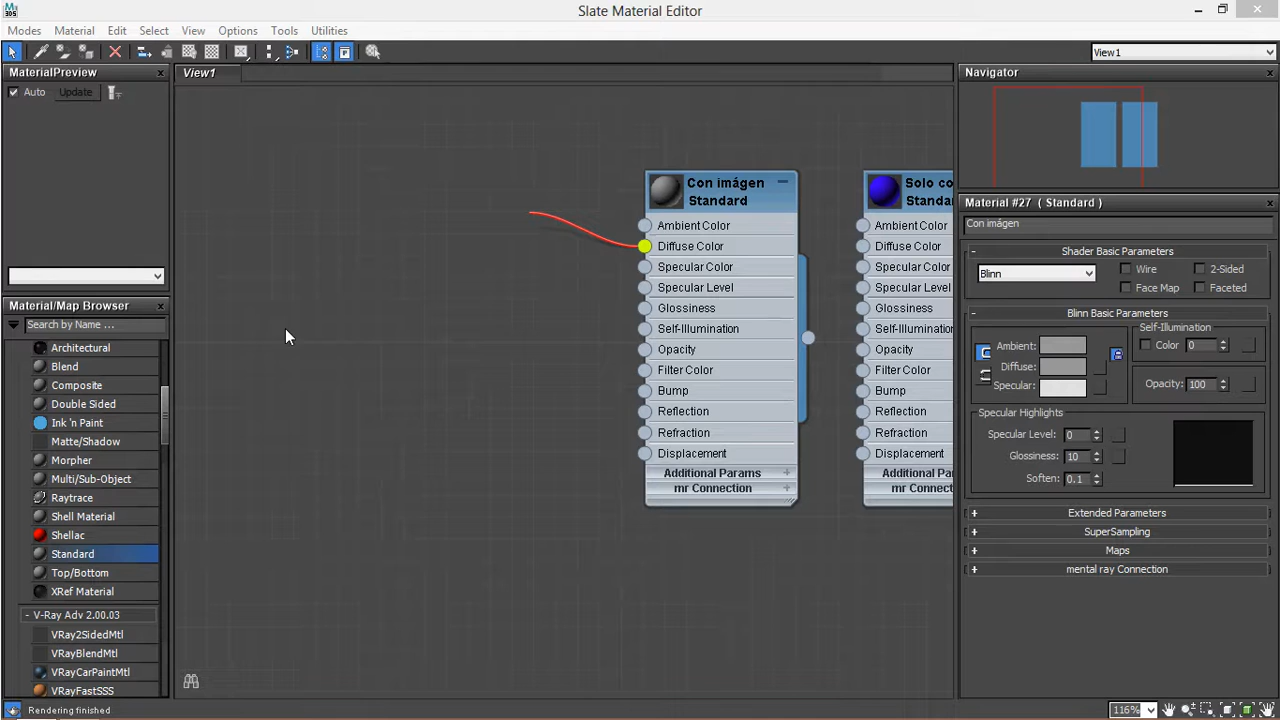 Slate Material Editor
Modes Material Edit Select View Options Tools Utilities
View1
MaterialPreview
Auto Update
View1
Navigator
Material/Map Browser
Search by Name ...
Architectural
Blend
Composite
Double Sided
Ink 'n Paint
Matte/Shadow
Morpher
Multi/Sub-Object
Raytrace
Shell Material
Shellac
Standard
Top/Bottom
XRef Material
- V-Ray Adv 2.00.03
VRay2SidedMtl
VRayBlendMtl
VRayCarPaintMtl
VRayFastSSS
Con imágen
Standard
Ambient Color
Diffuse Color
Specular Color
Specular Level
Glossiness
Self-Illumination
Opacity
Filter Color
Bump
Reflection
Refraction
Displacement
Additional Params +
mr Connection +
Solo co
Standa
Ambient Color
Diffuse Color
Specular Color
Specular Level
Glossiness
Self-Illumination
Opacity
Filter Color
Bump
Reflection
Refraction
Displacement
Additional Pa
mr Connect
Material #27 ( Standard )
Con imágen
- Shader Basic Parameters
Blinn
Wire 2-Sided
Face Map Faceted
- Blinn Basic Parameters
Self-Illumination
Ambient: Color 0
Diffuse:
Specular: Opacity: 100
Specular Highlights
Specular Level: 0
Glossiness: 10
Soften: 0.1
+ Extended Parameters
+ SuperSampling
+ Maps
+ mental ray Connection
Rendering finished
116%